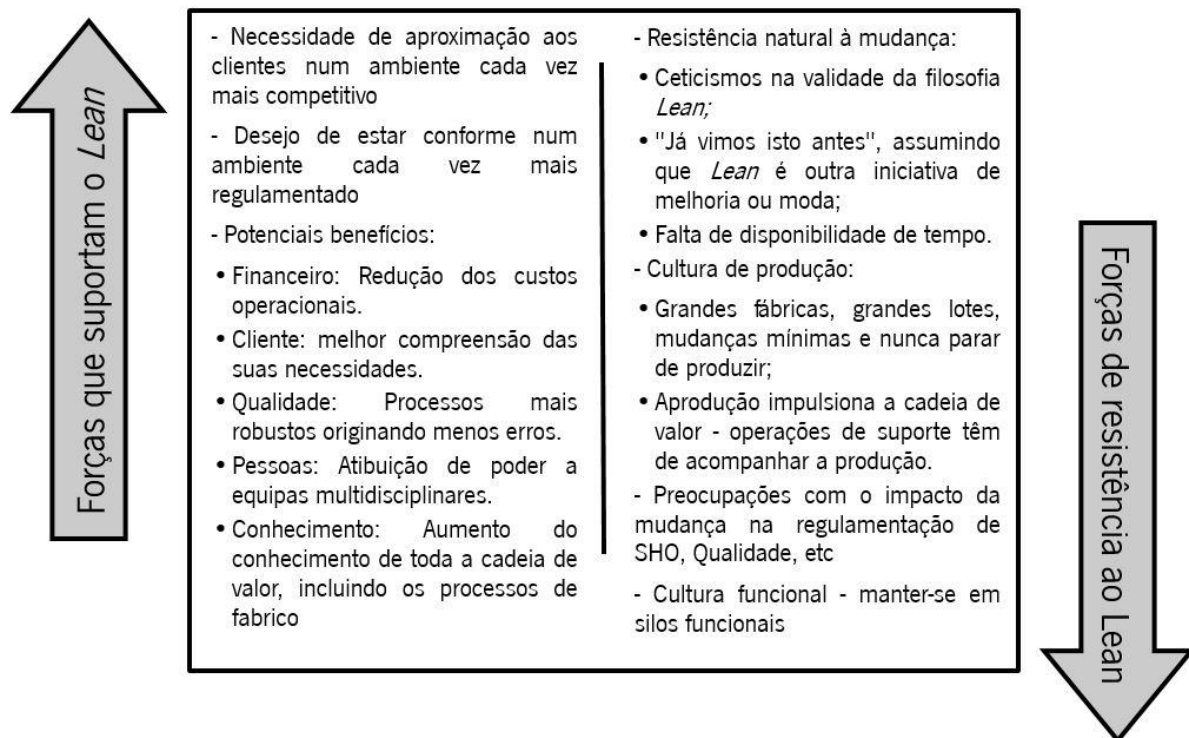 Forças que suportam o Lean
- Necessidade de aproximação aos
clientes num ambiente cada vez
mais competitivo
- Desejo de estar conforme num
ambiente cada vez mais
regulamentado
- Potenciais benefícios:
• Financeiro: Redução dos custos
operacionais.
• Cliente: melhor compreensão das
suas necessidades.
• Qualidade: Processos mais
robustos originando menos erros.
• Pessoas: Atibuição de poder a
equipas multidisciplinares.
• Conhecimento: Aumento do
conhecimento de toda a cadeia de
valor, incluindo os processos de
fabrico
- Resistência natural à mudança:
• Ceticismos na validade da filosofia
Lean;
• "Já vimos isto antes", assumindo
que Lean é outra iniciativa de
melhoria ou moda;
• Falta de disponibilidade de tempo.
- Cultura de produção:
• Grandes fábricas, grandes lotes,
mudanças mínimas e nunca parar
de produzir;
• Aprodução impulsiona a cadeia de
valor - operações de suporte têm
de acompanhar a produção.
- Preocupações com o impacto da
mudança na regulamentação de
SHO, Qualidade, etc
- Cultura funcional - manter-se em
silos funcionais
Forças de resistência ao Lean